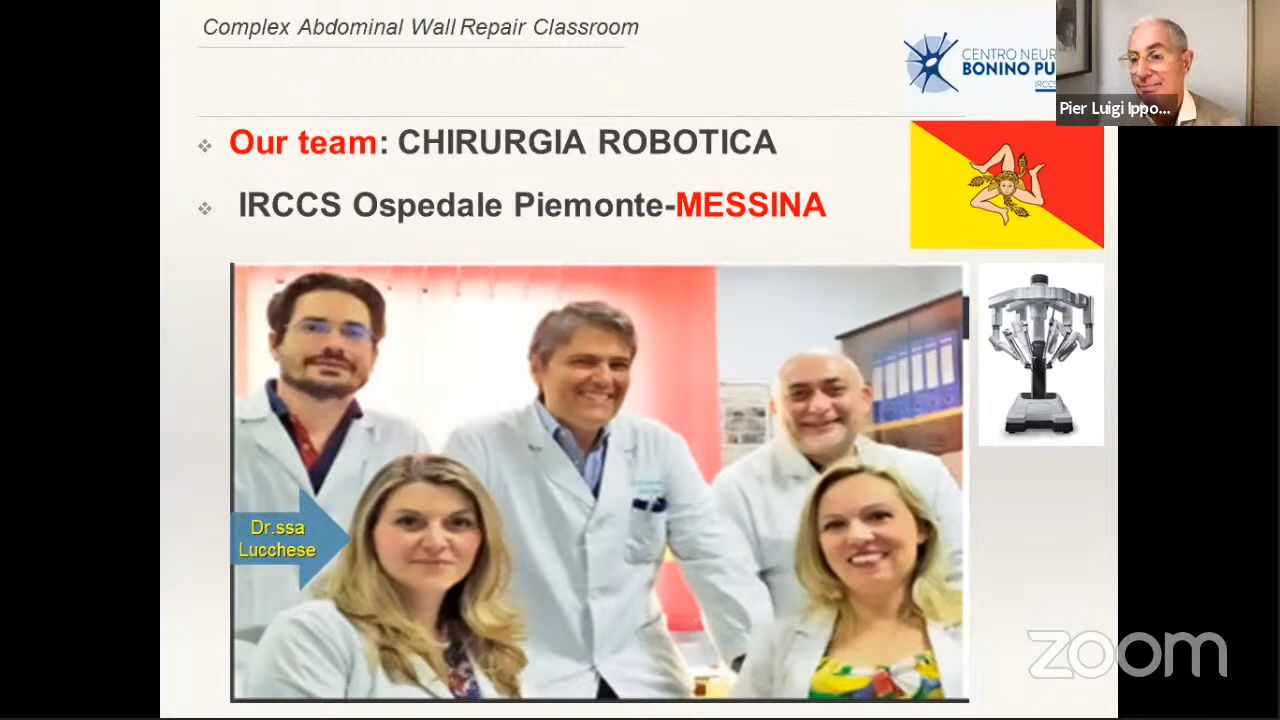 Complex Abdominal Wall Repair Classroom
CENTRO NEUR
BONINO PU
IRCCS
Pier Luigi Ippo...
Our team: CHIRURGIA ROBOTICA
IRCCS Ospedale Piemonte-MESSINA
Dr.ssa
Lucchese
zoom